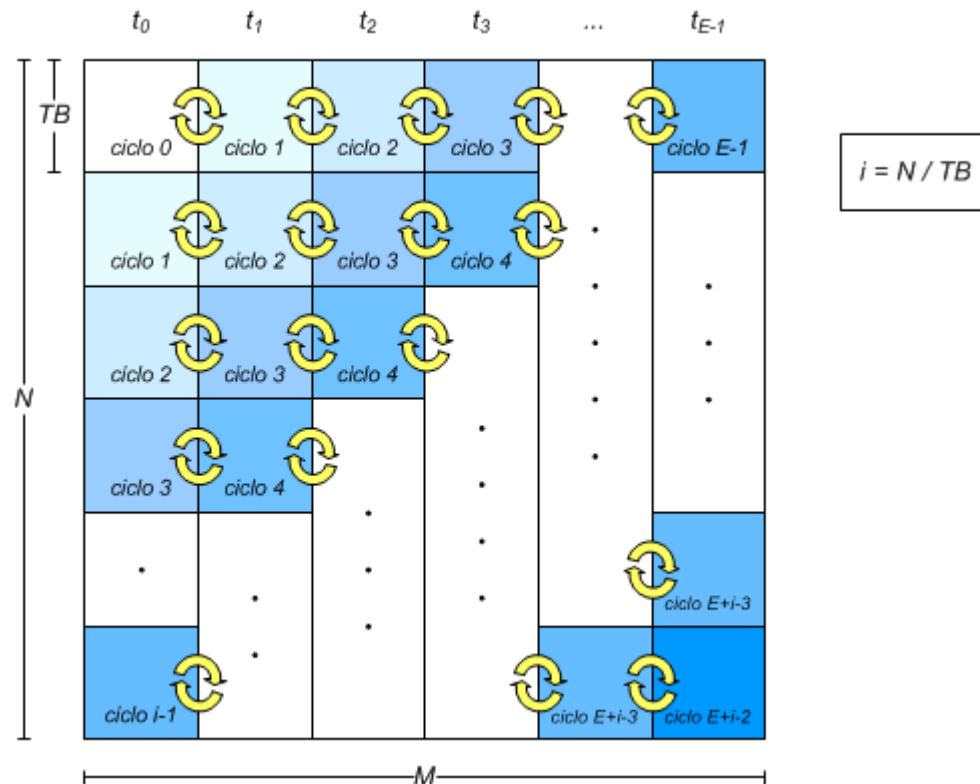 t0 t1 t2 t3 ... tE-1
TB
ciclo 0 ciclo 1 ciclo 2 ciclo 3 ciclo E-1
i = N / TB
ciclo 1 ciclo 2 ciclo 3 ciclo 4
ciclo 2 ciclo 3 ciclo 4
N
ciclo 3 ciclo 4
ciclo E+i-3
ciclo i-1 ciclo E+i-3 ciclo E+i-2
M